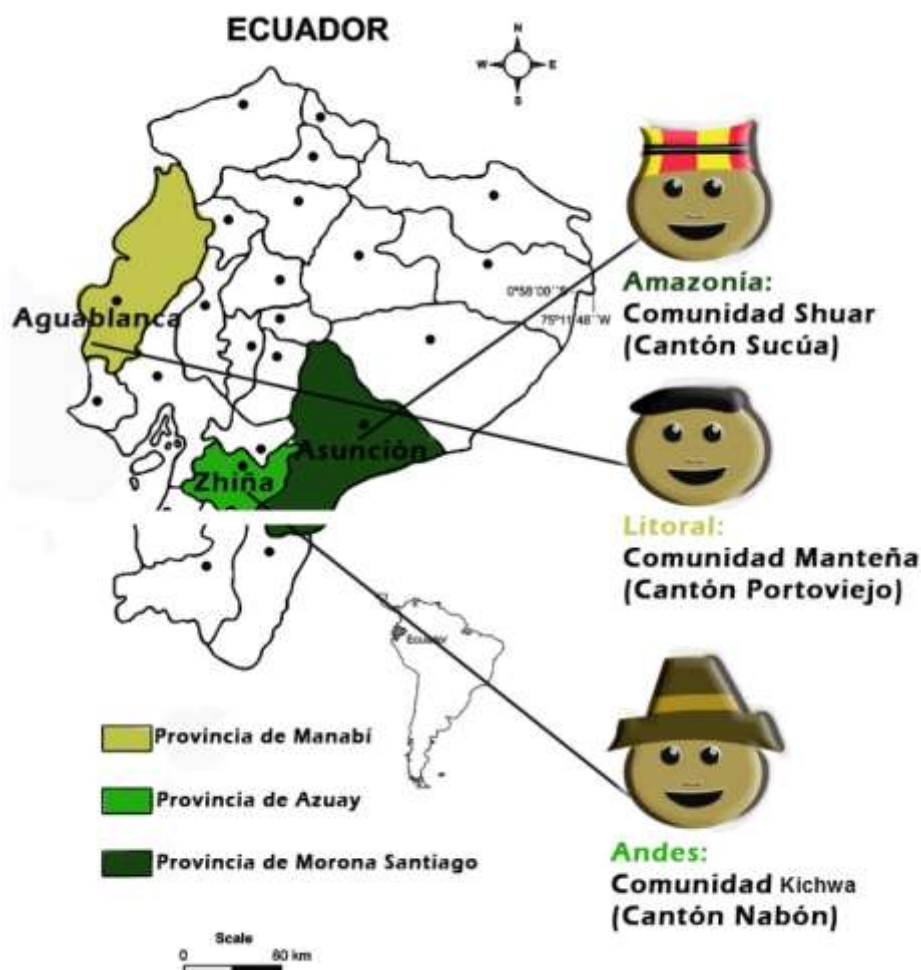 ECUADOR
N
W
E
S
0°58´00´´S
75º11´48´´W
Amazonía:
Comunidad Shuar
(Cantón Sucúa)
Aguablanca
Asunción
Zhiña
Litoral:
Comunidad Manteña
(Cantón Portoviejo)
Ecuador
Provincia de Manabí
Provincia de Azuay
Provincia de Morona Santiago
Andes:
Comunidad Kichwa
(Cantón Nabón)
Scale
0 80 km